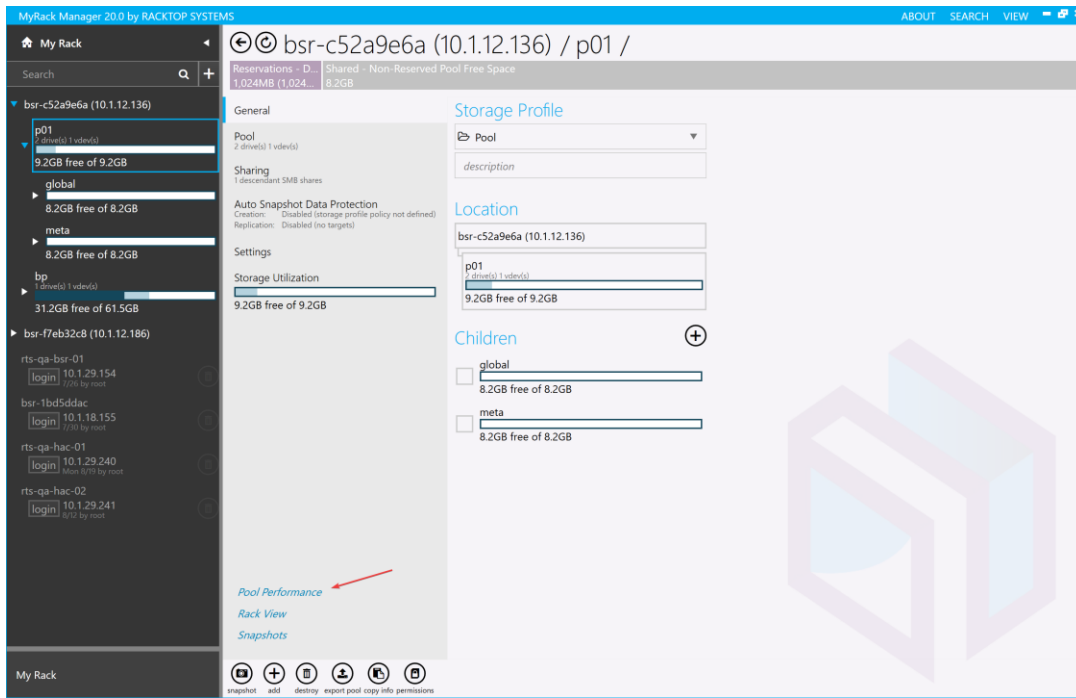 MyRack Manager 20.0 by RACKTOP SYSTEMS
ABOUT SEARCH VIEW
My Rack
Search
bsr-c52a9e6a (10.1.12.136)
p01
2 drive(s) 1 vdev(s)
9.2GB free of 9.2GB
global
8.2GB free of 8.2GB
meta
8.2GB free of 8.2GB
bp
1 drive(s) 1 vdev(s)
31.2GB free of 61.5GB
bsr-f7eb32c8 (10.1.12.186)
rts-qa-bsr-01
login 10.1.29.154
7/26 by root
bsr-1bd5ddac
login 10.1.18.155
7/30 by root
rts-qa-hac-01
login 10.1.29.240
Mon 8/19 by root
rts-qa-hac-02
login 10.1.29.241
8/12 by root
My Rack
bsr-c52a9e6a (10.1.12.136) / p01 /
Reservations - D...
1,024MB (1,024...
Shared - Non-Reserved Pool Free Space
8.2GB
General
Pool
2 drive(s) 1 vdev(s)
Sharing
1 descendant SMB shares
Auto Snapshot Data Protection
Creation: Disabled (storage profile policy not defined)
Replication: Disabled (no targets)
Settings
Storage Utilization
9.2GB free of 9.2GB
Pool Performance
Rack View
Snapshots
snapshot add destroy export pool copy info permissions
Storage Profile
Pool
description
Location
bsr-c52a9e6a (10.1.12.136)
p01
2 drive(s) 1 vdev(s)
9.2GB free of 9.2GB
Children
global
8.2GB free of 8.2GB
meta
8.2GB free of 8.2GB